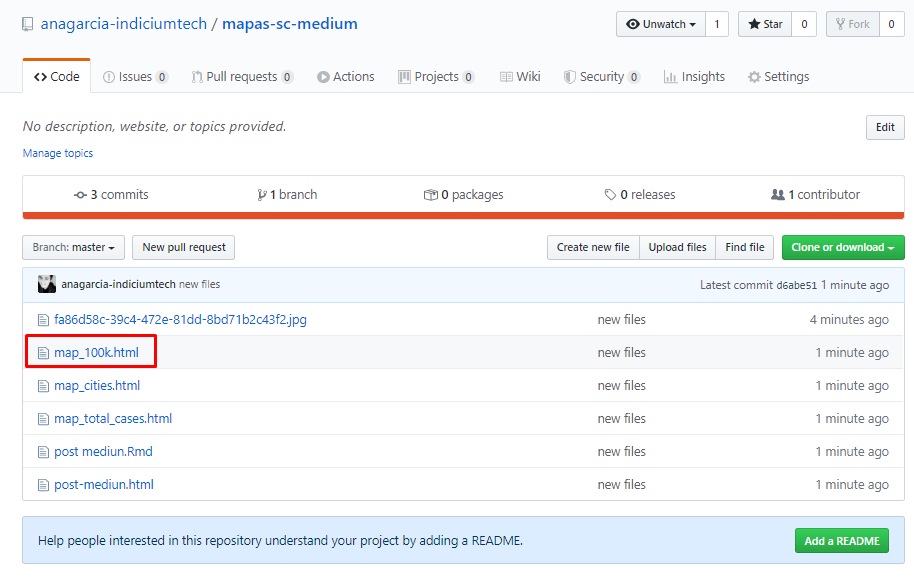 anagarcia-indiciumtech / mapas-sc-medium
Unwatch 1 Star 0 Fork 0
Code Issues 0 Pull requests 0 Actions Projects 0 Wiki Security 0 Insights Settings
No description, website, or topics provided. Edit
Manage topics
3 commits 1 branch 0 packages 0 releases 1 contributor
Branch: master New pull request Create new file Upload files Find file Clone or download
anagarcia-indiciumtech new files Latest commit d6abe51 1 minute ago
fa86d58c-39c4-472e-81dd-8bd71b2c43f2.jpg new files 4 minutes ago
map_100k.html new files 1 minute ago
map_cities.html new files 1 minute ago
map_total_cases.html new files 1 minute ago
post mediun.Rmd new files 1 minute ago
post-mediun.html new files 1 minute ago
Help people interested in this repository understand your project by adding a README. Add a README